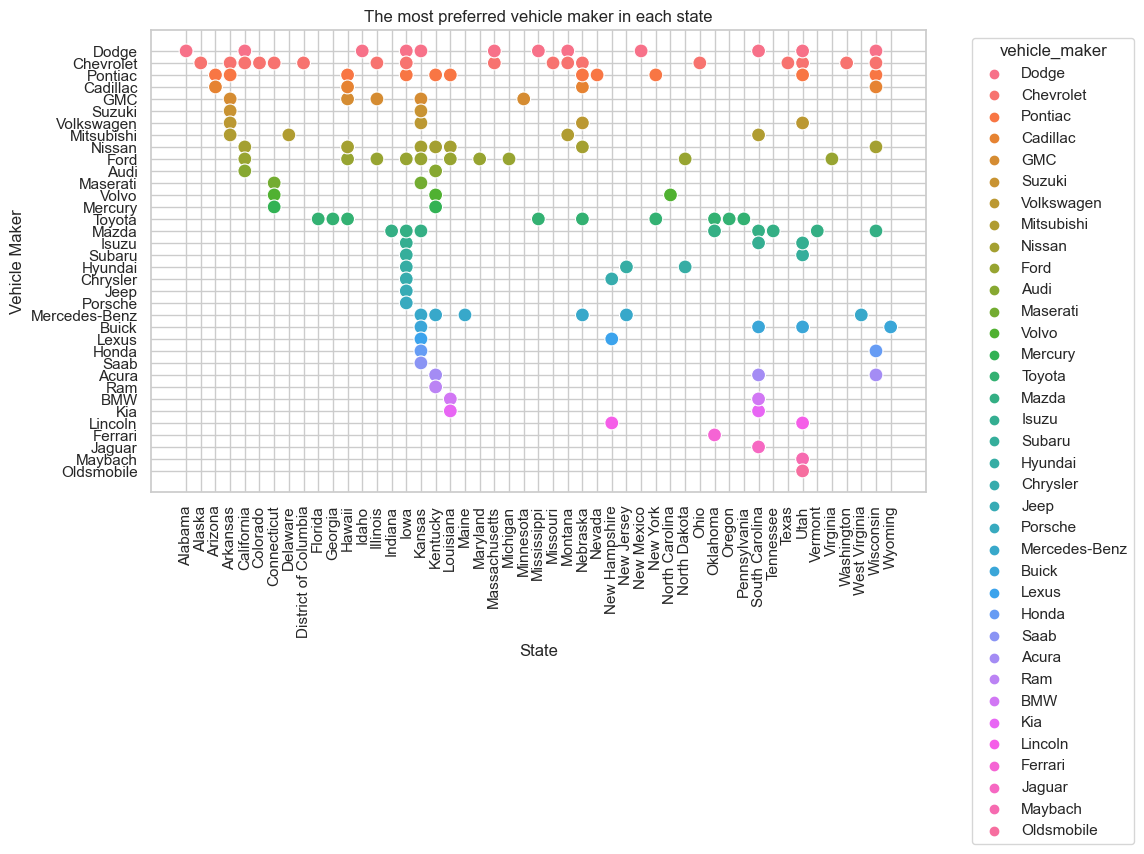 The most preferred vehicle maker in each state
Vehicle Maker
Dodge
Chevrolet
Pontiac
Cadillac
GMC
Suzuki
Volkswagen
Mitsubishi
Nissan
Ford
Audi
Maserati
Volvo
Mercury
Toyota
Mazda
Isuzu
Subaru
Hyundai
Chrysler
Jeep
Porsche
Mercedes-Benz
Buick
Lexus
Honda
Saab
Acura
Ram
BMW
Kia
Lincoln
Ferrari
Jaguar
Maybach
Oldsmobile
Alabama
Alaska
Arizona
Arkansas
California
Colorado
Connecticut
Delaware
District of Columbia
Florida
Georgia
Hawaii
Idaho
Illinois
Indiana
Iowa
Kansas
Kentucky
Louisiana
Maine
Maryland
Massachusetts
Michigan
Minnesota
Mississippi
Missouri
Montana
Nebraska
Nevada
New Hampshire
New Jersey
New Mexico
New York
North Carolina
North Dakota
Ohio
Oklahoma
Oregon
Pennsylvania
South Carolina
Tennessee
Texas
Utah
Vermont
Virginia
Washington
West Virginia
Wisconsin
Wyoming
State
vehicle_maker
Dodge
Chevrolet
Pontiac
Cadillac
GMC
Suzuki
Volkswagen
Mitsubishi
Nissan
Ford
Audi
Maserati
Volvo
Mercury
Toyota
Mazda
Isuzu
Subaru
Hyundai
Chrysler
Jeep
Porsche
Mercedes-Benz
Buick
Lexus
Honda
Saab
Acura
Ram
BMW
Kia
Lincoln
Ferrari
Jaguar
Maybach
Oldsmobile